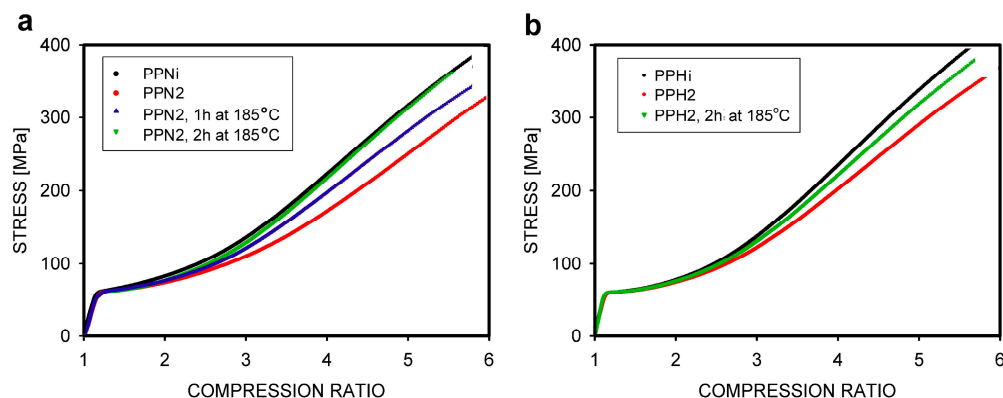 a
STRESS [MPa]
400
300
200
100
0
PPNi
PPN2
PPN2, 1h at 185°C
PPN2, 2h at 185°C
1 2 3 4 5 6
COMPRESSION RATIO
b
STRESS [MPa]
400
300
200
100
0
PPHi
PPH2
PPH2, 2h at 185°C
1 2 3 4 5 6
COMPRESSION RATIO